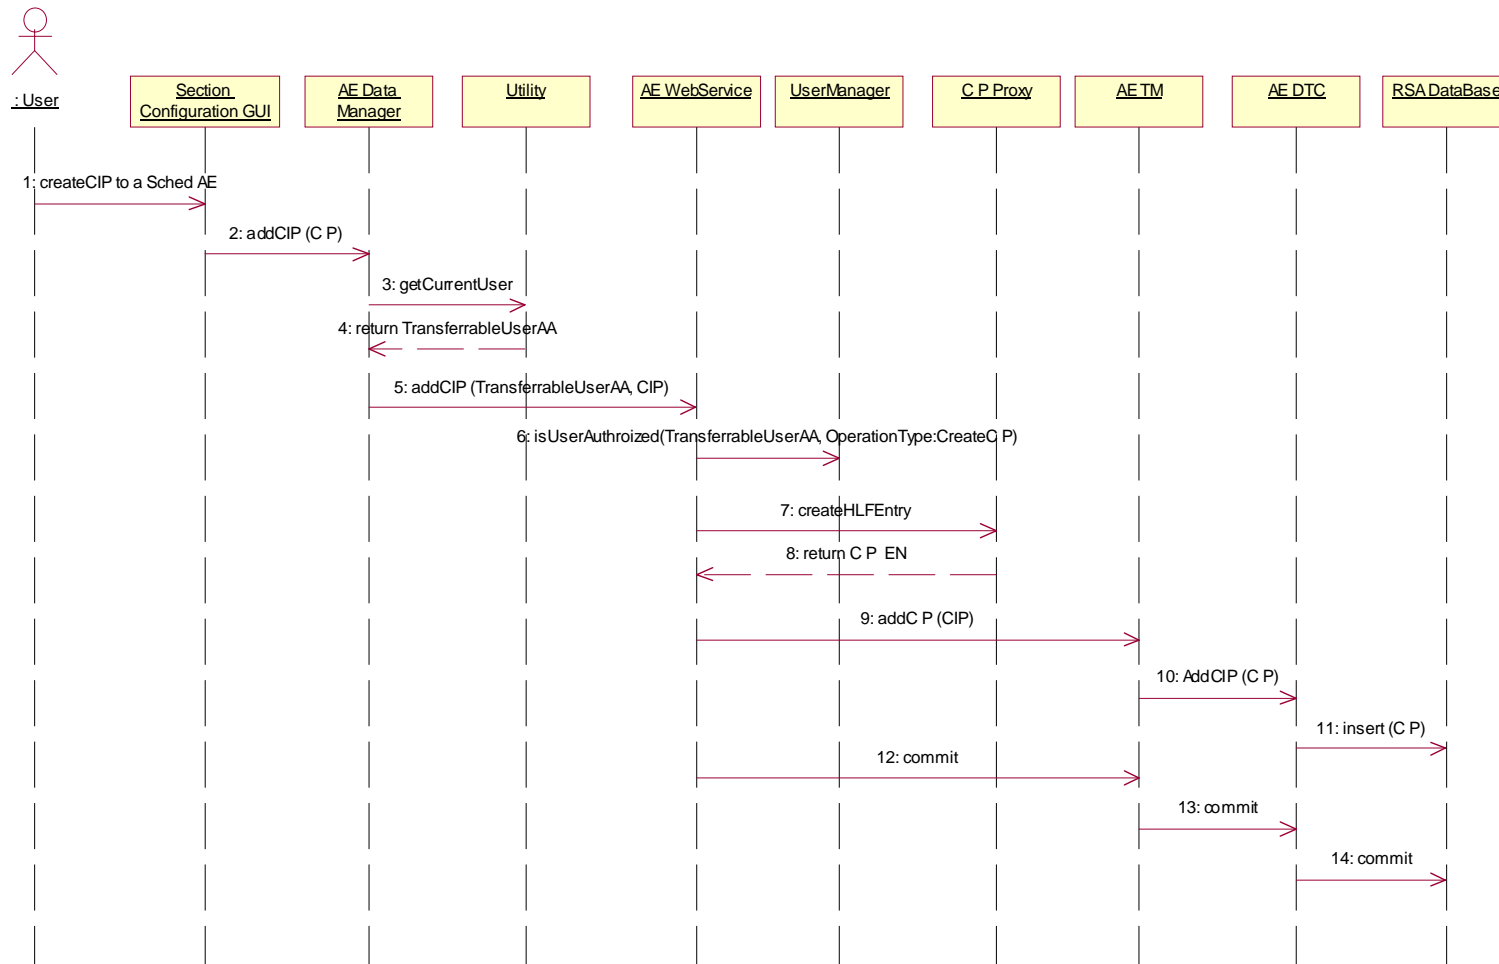 : User
Section
Configuration GUI
AE Data
Manager
Utility
AE WebService
UserManager
C P Proxy
AE TM
AE DTC
RSA DataBase
1: createCIP to a Sched AE
2: addCIP (C P)
3: getCurrentUser
4: return TransferrableUserAA
5: addCIP (TransferrableUserAA, CIP)
6: isUserAuthroized(TransferrableUserAA, OperationType:CreateC P)
7: createHLFEntry
8: return C P EN
9: addC P (CIP)
10: AddCIP (C P)
11: insert (C P)
12: commit
13: commit
14: commit